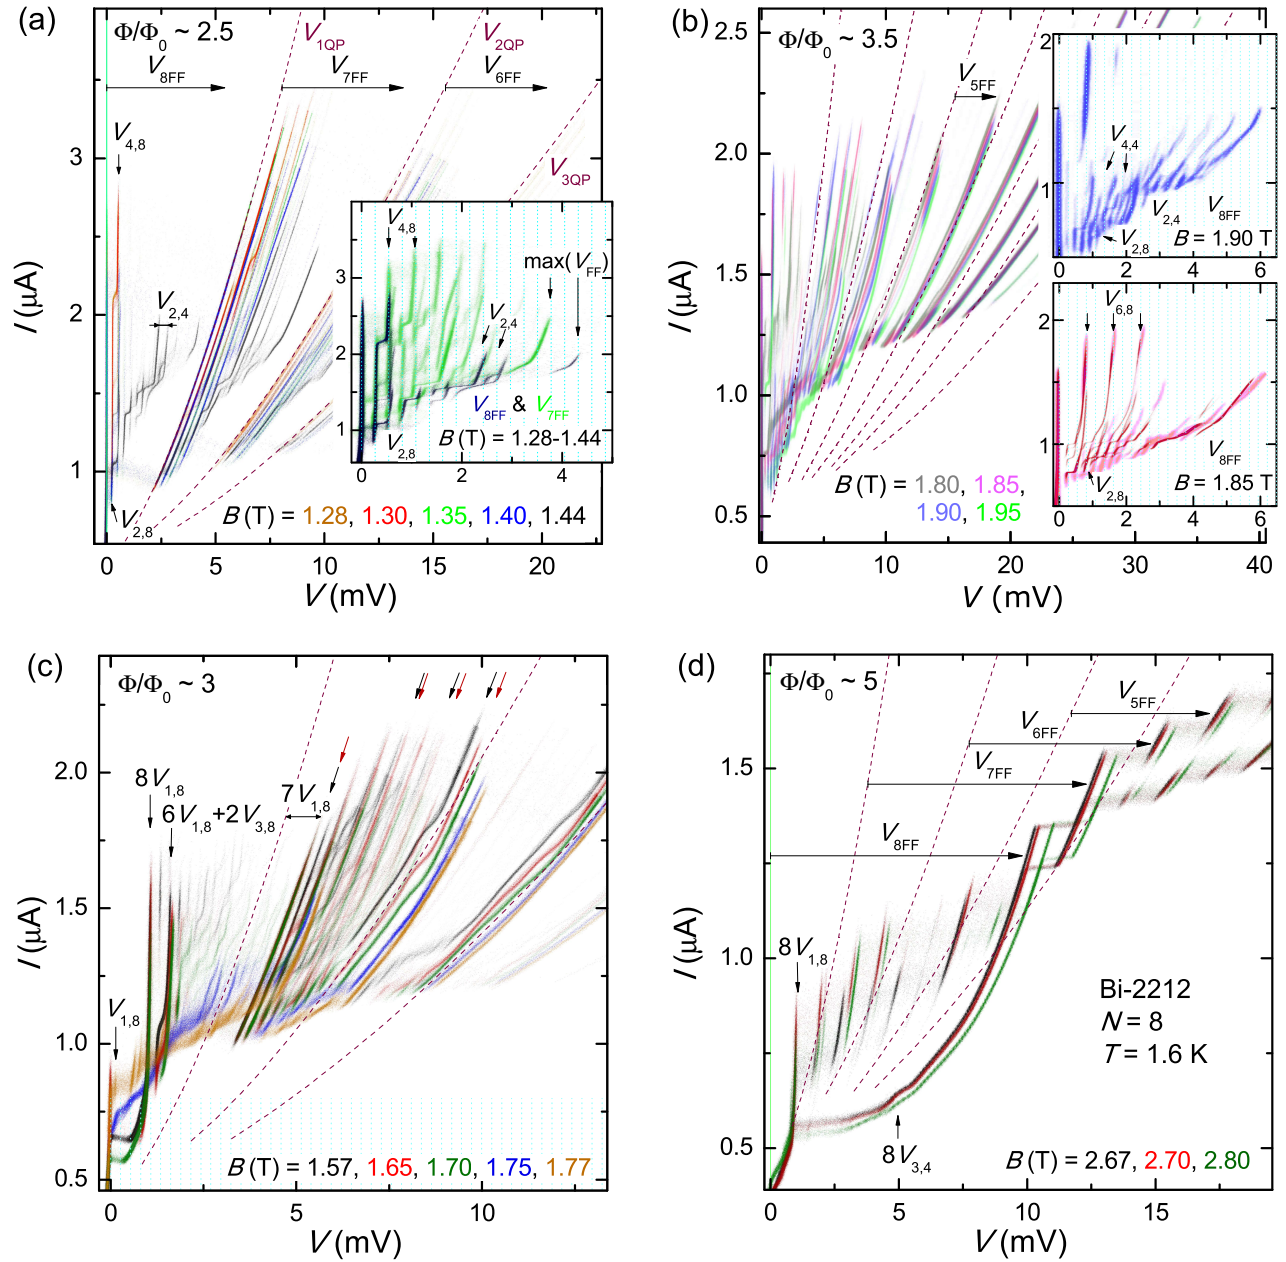 (a)
Φ/Φ0 ~ 2.5
V1QP
V2QP
V8FF
V7FF
V6FF
V4,8
V3QP
V2,4
V4,8
max(VFF)
V2,4
V8FF & V7FF
V2,8
B(T) = 1.28-1.44
1
2
3
0
2
4
V2,8
B(T) = 1.28, 1.30, 1.35, 1.40, 1.44
I (μA)
3
2
1
0
5
10
15
20
V (mV)
(b)
Φ/Φ0 ~ 3.5
V5FF
2
1
V4,4
V2,4
V8FF
V2,8
B = 1.90 T
0
2
4
6
2
1
V6,8
V8FF
V2,8
B = 1.85 T
0
2
4
6
B(T) = 1.80, 1.85,
1.90, 1.95
I (μA)
2.5
2.0
1.5
1.0
0.5
0
10
20
30
40
V (mV)
(c)
Φ/Φ0 ~ 3
8V1,8
6V1,8+2V3,8
7V1,8
V1,8
B(T) = 1.57, 1.65, 1.70, 1.75, 1.77
I (μA)
2.0
1.5
1.0
0.5
0
5
10
V (mV)
(d)
Φ/Φ0 ~ 5
V5FF
V6FF
V7FF
V8FF
8V1,8
Bi-2212
N = 8
T = 1.6 K
8V3,4
B(T) = 2.67, 2.70, 2.80
I (μA)
1.5
1.0
0.5
0
5
10
15
V (mV)